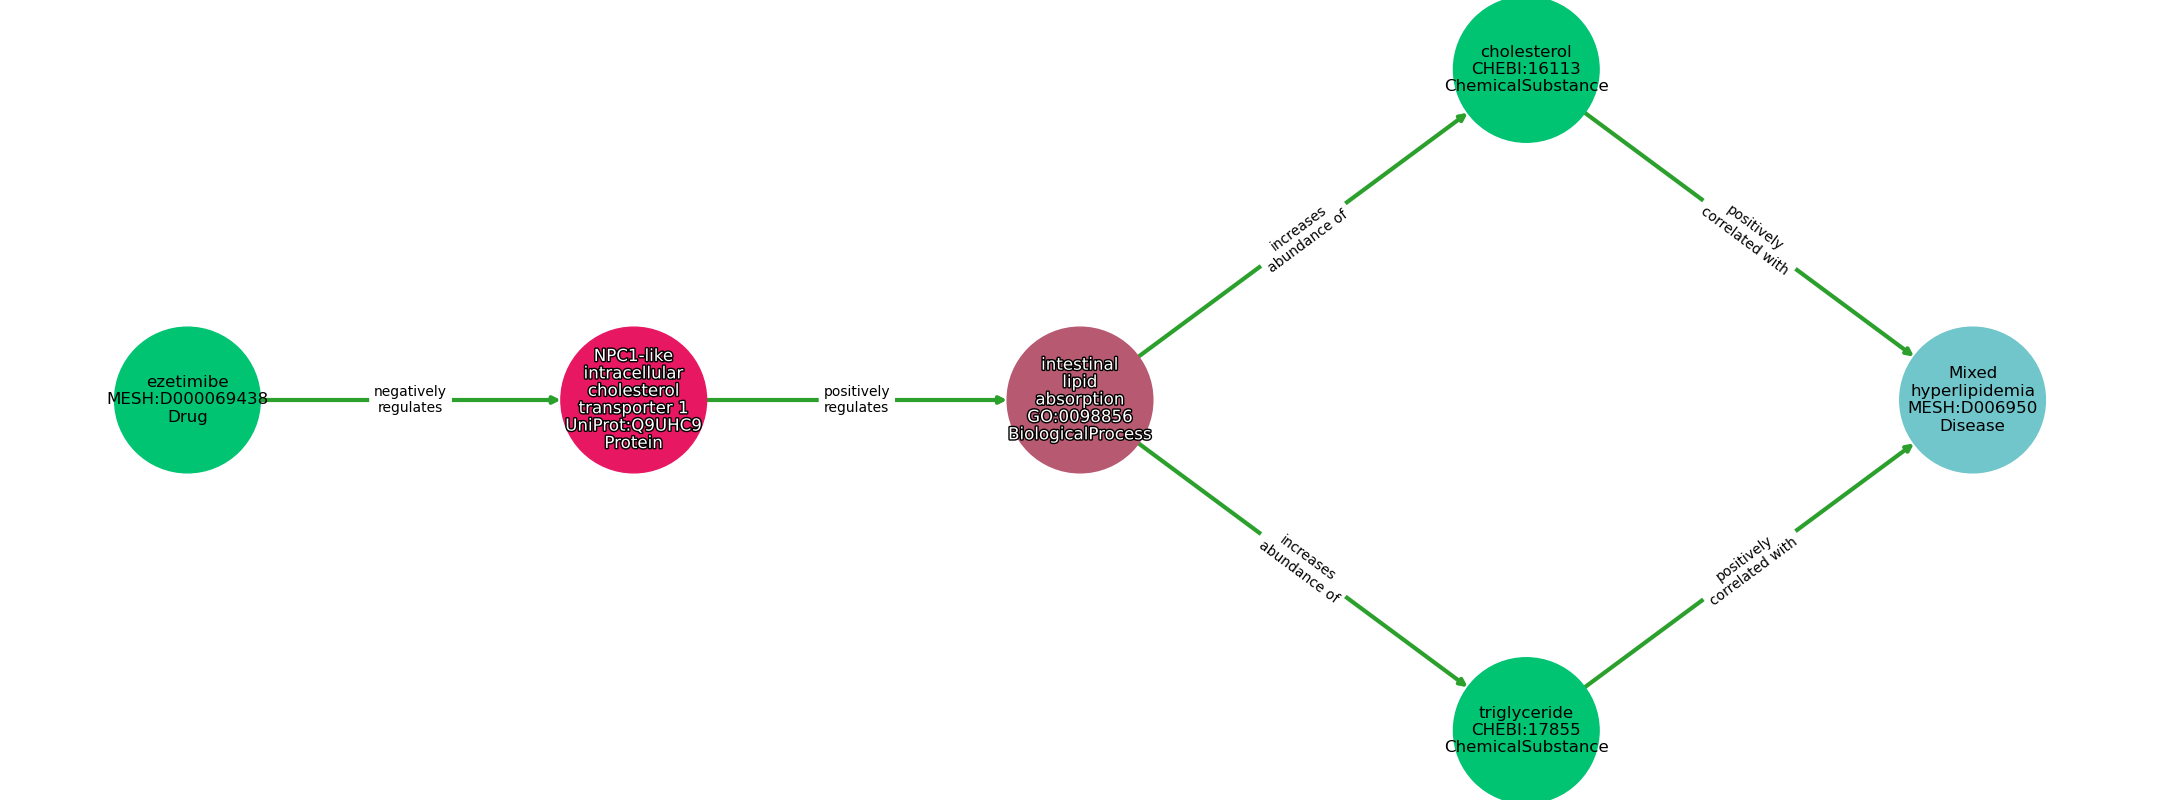 ezetimibe
MESH:D000069438
Drug
negatively
regulates
NPC1-like
intracellular
cholesterol
transporter 1
UniProt:Q9UHC9
Protein
positively
regulates
intestinal
lipid
absorption
GO:0098856
BiologicalProcess
increases
abundance of
cholesterol
CHEBI:16113
ChemicalSubstance
positively
correlated with
increases
abundance of
triglyceride
CHEBI:17855
ChemicalSubstance
positively
correlated with
Mixed
hyperlipidemia
MESH:D006950
Disease